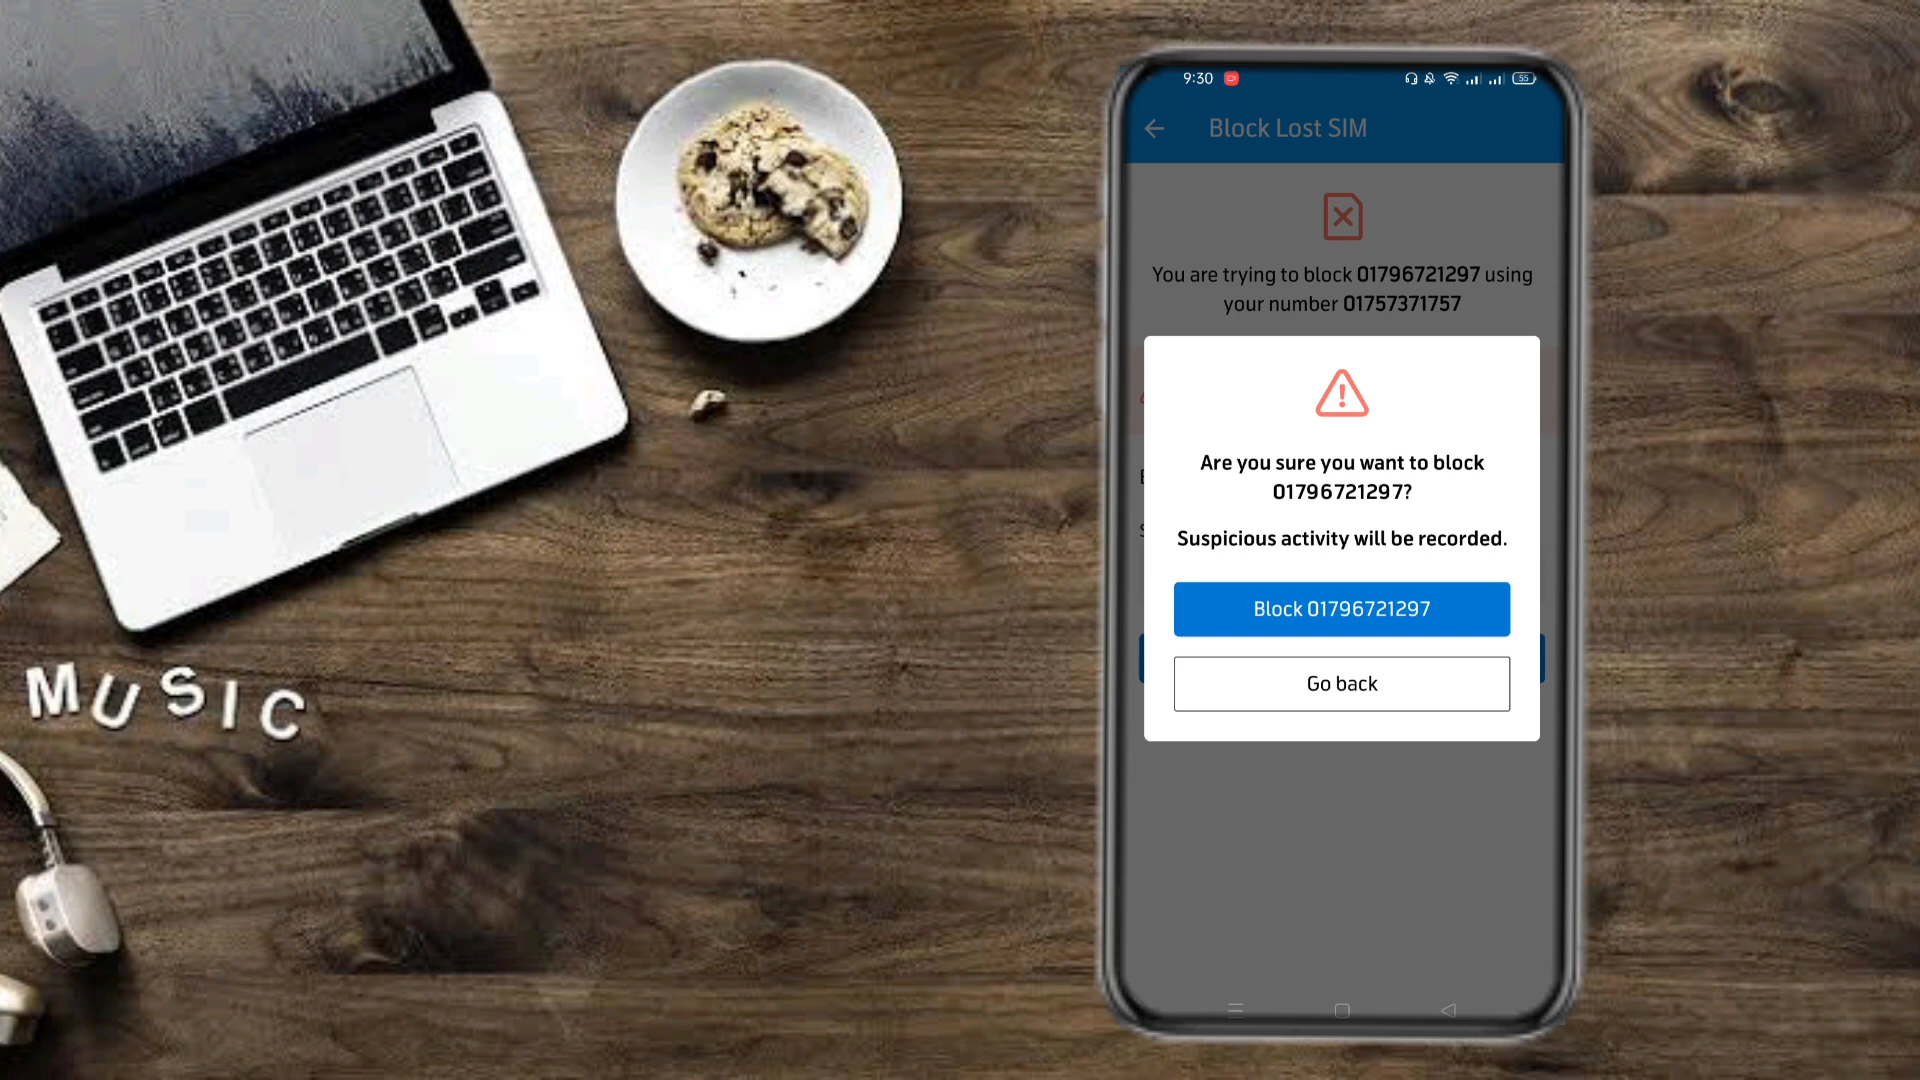 9:30
55
Block Lost SIM
You are trying to block 01796721297 using
your number 01757371757
Are you sure you want to block
01796721297?
Suspicious activity will be recorded.
Block 01796721297
Go back
MUSIC